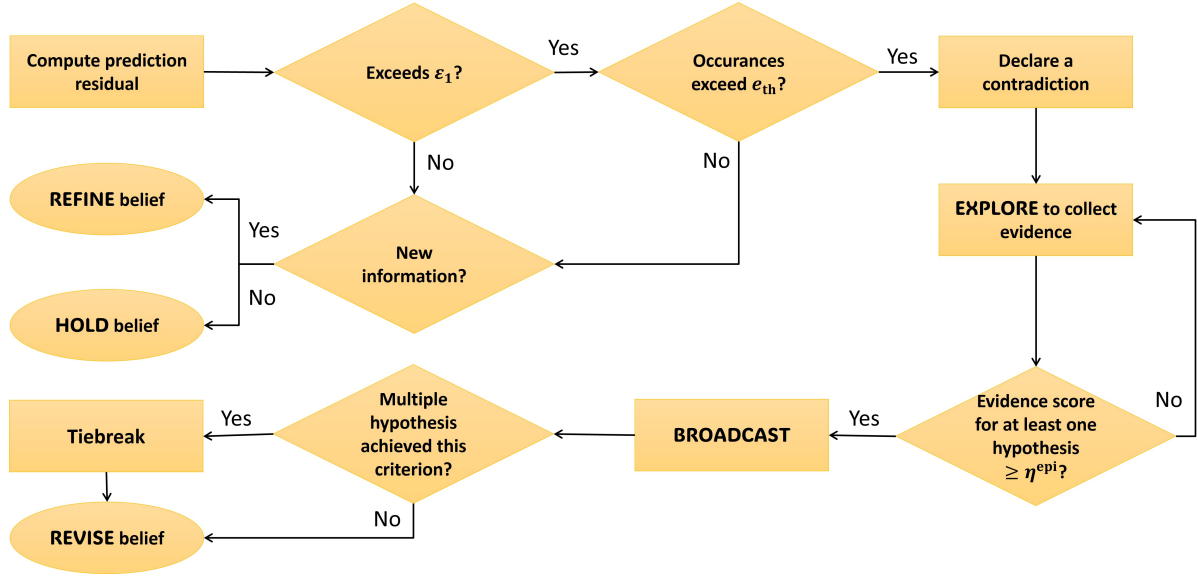 Compute prediction
residual
Exceeds ε₁?
Yes
Occurances
exceed eₜₕ?
Yes
Declare a
contradiction
No
No
REFINE belief
Yes
New
information?
EXPLORE to collect
evidence
No
HOLD belief
Multiple
hypothesis
achieved this
criterion?
Yes
Tiebreak
BROADCAST
Yes
Evidence score
for at least one
hypothesis
≥ η^epi?
No
No
REVISE belief